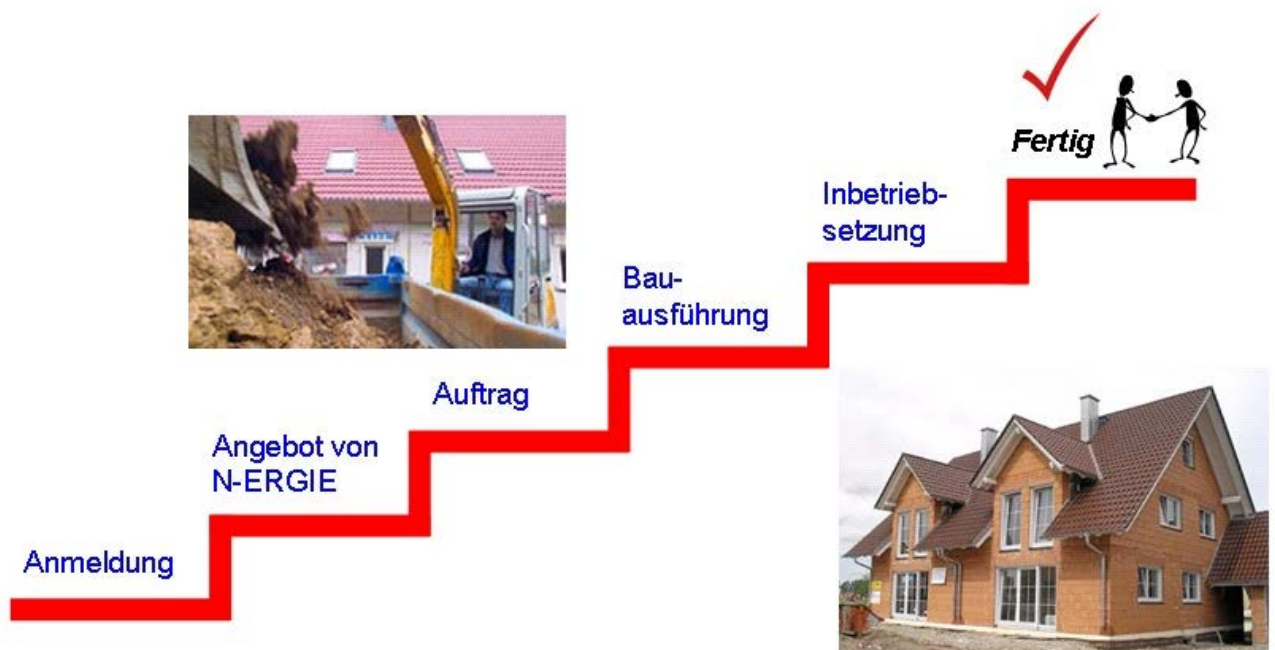 Anmeldung
Angebot von
N-ERGIE
Auftrag
Bau-
ausführung
Inbetrieb-
setzung
Fertig